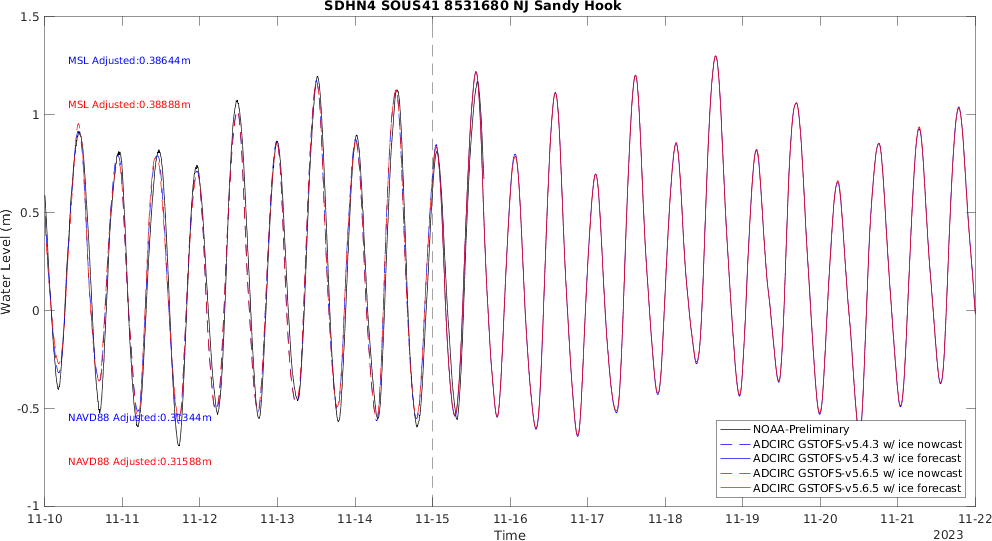 SDHN4 SOUS41 8531680 NJ Sandy Hook
1.5
MSL Adjusted:0.38644m
MSL Adjusted:0.38888m
1
0.5
Water Level (m)
0
-0.5
NAVD88 Adjusted:0.31344m
NAVD88 Adjusted:0.31588m
NOAA-Preliminary
ADCIRC GSTOFS-v5.4.3 w/ ice nowcast
ADCIRC GSTOFS-v5.4.3 w/ ice forecast
ADCIRC GSTOFS-v5.6.5 w/ ice nowcast
ADCIRC GSTOFS-v5.6.5 w/ ice forecast
-1
11-10 11-11 11-12 11-13 11-14 11-15 11-16 11-17 11-18 11-19 11-20 11-21 11-22
Time
2023